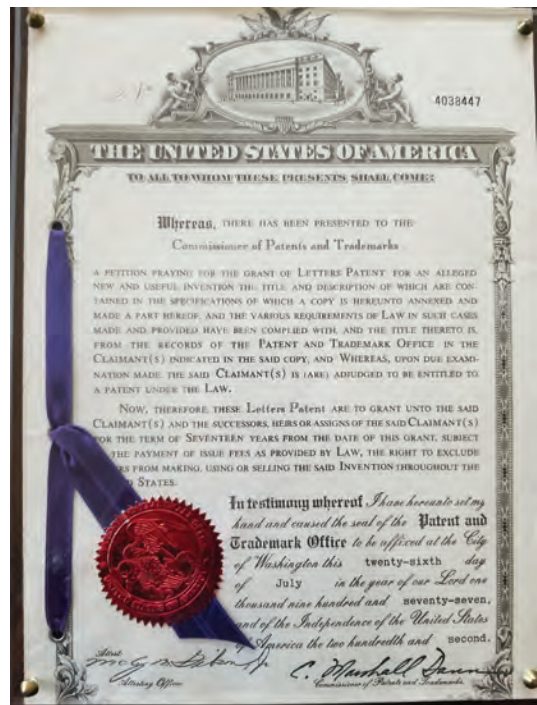 4038447
THE UNITED STATES OF AMERICA
TO ALL TO WHOM THESE PRESENTS SHALL COME:
Whereas, THERE HAS BEEN PRESENTED TO THE
Commissioner of Patents and Trademarks
A PETITION PRAYING FOR THE GRANT OF LETTERS PATENT FOR AN ALLEGED
NEW AND USEFUL INVENTION THE TITLE AND DESCRIPTION OF WHICH ARE CON-
TAINED IN THE SPECIFICATIONS OF WHICH A COPY IS HEREUNTO ANNEXED AND
MADE A PART HEREOF, AND THE VARIOUS REQUIREMENTS OF LAW IN SUCH CASES
MADE AND PROVIDED HAVE BEEN COMPLIED WITH, AND THE TITLE THERETO IS,
FROM THE RECORDS OF THE PATENT AND TRADEMARK OFFICE IN THE
CLAIMANT(S) INDICATED IN THE SAID COPY, AND WHEREAS, UPON DUE EXAMI-
NATION MADE, THE SAID CLAIMANT(S) IS (ARE) ADJUDGED TO BE ENTITLED TO
A PATENT UNDER THE LAW.
NOW, THEREFORE, THESE Letters Patent ARE TO GRANT UNTO THE SAID
CLAIMANT(S) AND THE SUCCESSORS, HEIRS OR ASSIGNS OF THE SAID CLAIMANT(S)
FOR THE TERM OF SEVENTEEN YEARS FROM THE DATE OF THIS GRANT, SUBJECT
THE PAYMENT OF ISSUE FEES AS PROVIDED BY LAW, THE RIGHT TO EXCLUDE
RS FROM MAKING, USING OR SELLING THE SAID INVENTION THROUGHOUT THE
D STATES.
In testimony whereof I have hereunto set my
hand and caused the seal of the Patent and
Trademark Office to be affixed at the City
of Washington this twenty-sixth day
of July in the year of our Lord one
thousand nine hundred and seventy-seven,
and of the Independence of the United States
of America the two hundredth and second.
Attest:
C. Marshall Dann
Attesting Officer
Commissioner of Patents and Trademarks